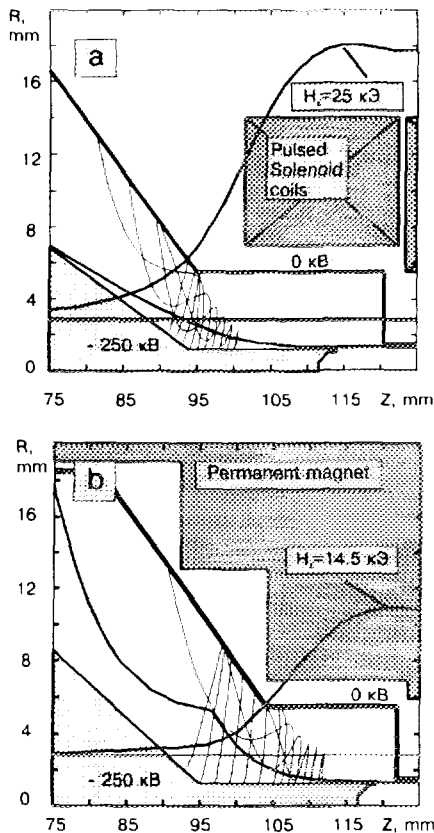 R,
mm
a
16
12
8
4
0
Hz=25 кЭ
Pulsed
Solenoid
coils
0 кВ
- 250 кВ
75 85 95 105 115 Z, mm
R,
mm
b
16
12
8
4
0
Permanent magnet
Hz=14.5 кЭ
0 кВ
- 250 кВ
75 85 95 105 115 Z, mm